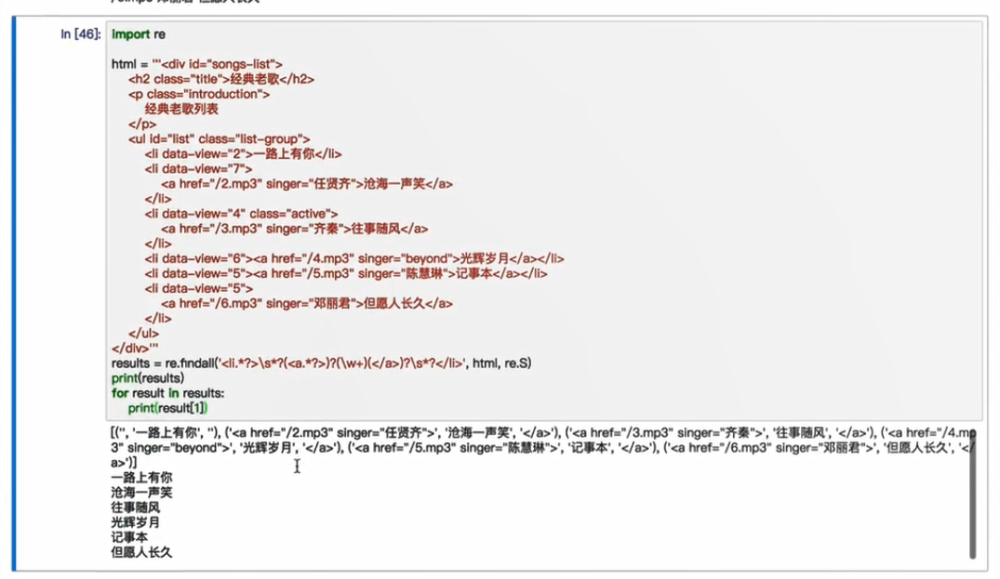 In [46]: import re
html = '''<div id="songs-list">
<h2 class="title">经典老歌</h2>
<p class="introduction">
经典老歌列表
</p>
<ul id="list" class="list-group">
<li data-view="2">一路上有你</li>
<li data-view="7">
<a href="/2.mp3" singer="任贤齐">沧海一声笑</a>
</li>
<li data-view="4" class="active">
<a href="/3.mp3" singer="齐秦">往事随风</a>
</li>
<li data-view="6"><a href="/4.mp3" singer="beyond">光辉岁月</a></li>
<li data-view="5"><a href="/5.mp3" singer="陈慧琳">记事本</a></li>
<li data-view="5">
<a href="/6.mp3" singer="邓丽君">但愿人长久</a>
</li>
</ul>
</div>'''
results = re.findall('<li.*?>\s*?(<a.*?>)?(\w+)(</a>)?\s*?</li>', html, re.S)
print(results)
for result in results:
print(result[1])
[('', '一路上有你', ''), ('<a href="/2.mp3" singer="任贤齐">', '沧海一声笑', '</a>'), ('<a href="/3.mp3" singer="齐秦">', '往事随风', '</a>'), ('<a href="/4.mp
3" singer="beyond">', '光辉岁月', '</a>'), ('<a href="/5.mp3" singer="陈慧琳">', '记事本', '</a>'), ('<a href="/6.mp3" singer="邓丽君">', '但愿人长久', '</
a>')]
一路上有你
沧海一声笑
往事随风
光辉岁月
记事本
但愿人长久